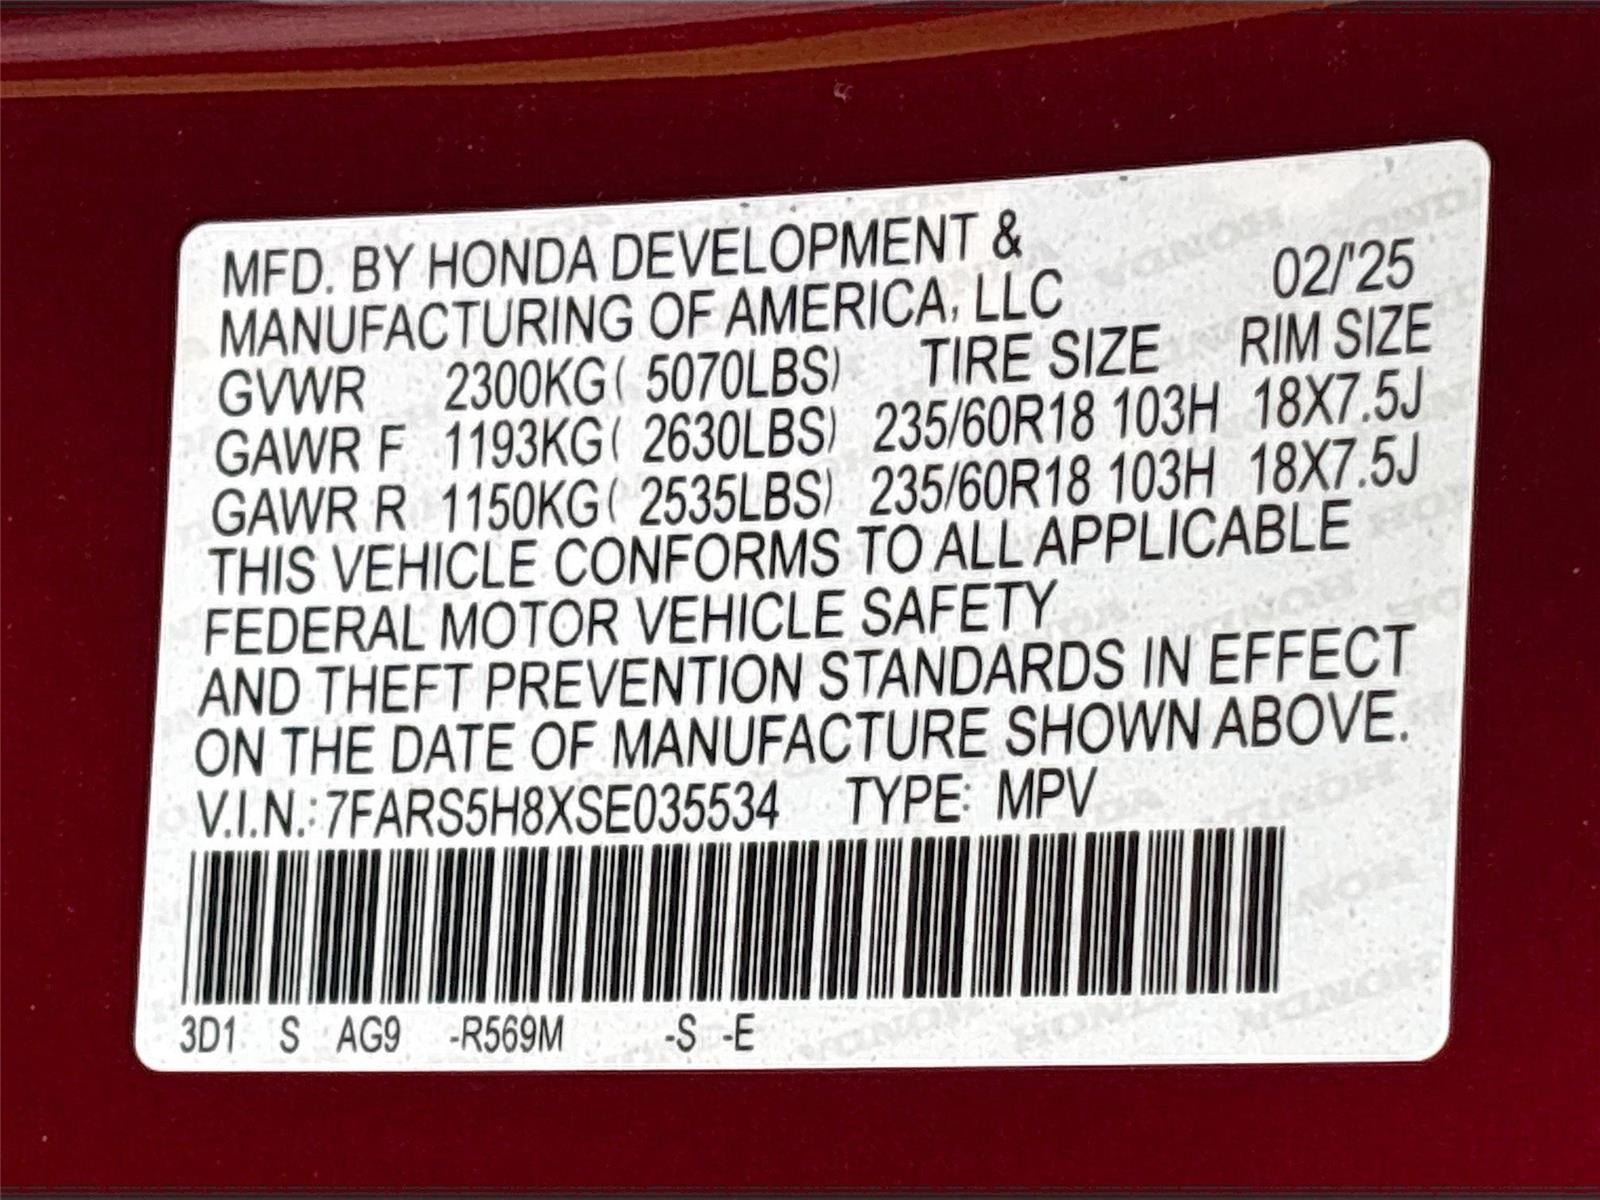 MFD. BY HONDA DEVELOPMENT &
MANUFACTURING OF AMERICA, LLC 02/'25
GVWR 2300KG( 5070LBS) TIRE SIZE RIM SIZE
GAWR F 1193KG( 2630LBS) 235/60R18 103H 18X7.5J
GAWR R 1150KG( 2535LBS) 235/60R18 103H 18X7.5J
THIS VEHICLE CONFORMS TO ALL APPLICABLE
FEDERAL MOTOR VEHICLE SAFETY
AND THEFT PREVENTION STANDARDS IN EFFECT
ON THE DATE OF MANUFACTURE SHOWN ABOVE.
V.I.N.: 7FARS5H8XSE035534 TYPE: MPV
3D1 S AG9 -R569M -S -E